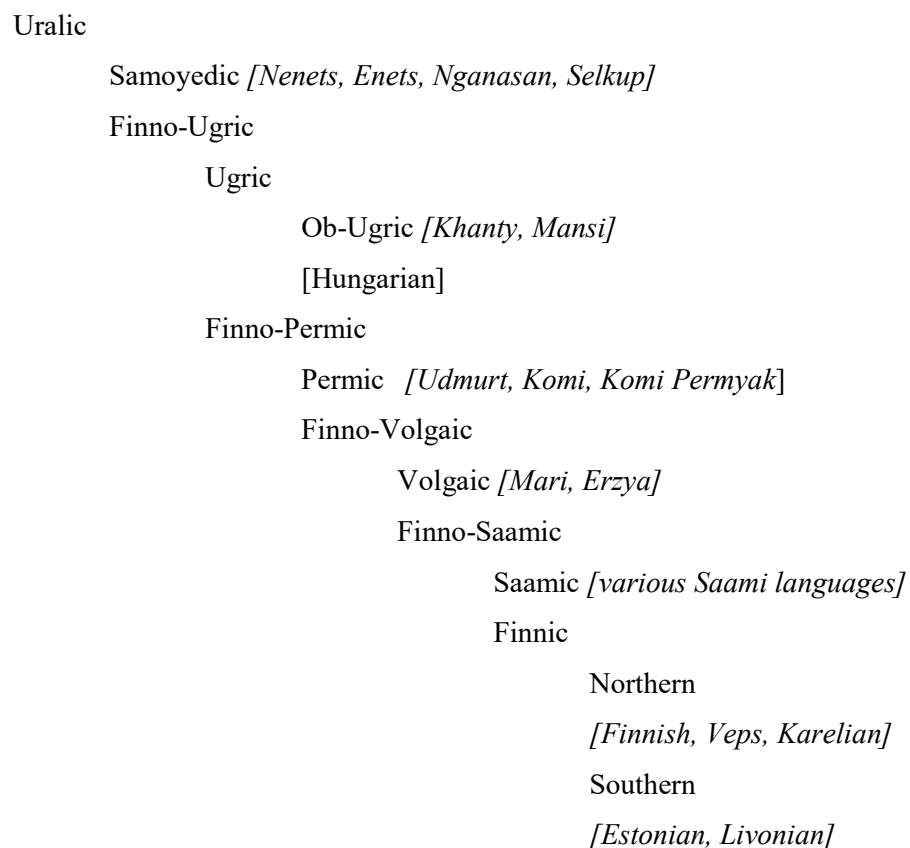 Uralic
Samoyedic [Nenets, Enets, Nganasan, Selkup]
Finno-Ugric
Ugric
Ob-Ugric [Khanty, Mansi]
[Hungarian]
Finno-Permic
Permic [Udmurt, Komi, Komi Permyak]
Finno-Volgaic
Volgaic [Mari, Erzya]
Finno-Saamic
Saamic [various Saami languages]
Finnic
Northern
[Finnish, Veps, Karelian]
Southern
[Estonian, Livonian]